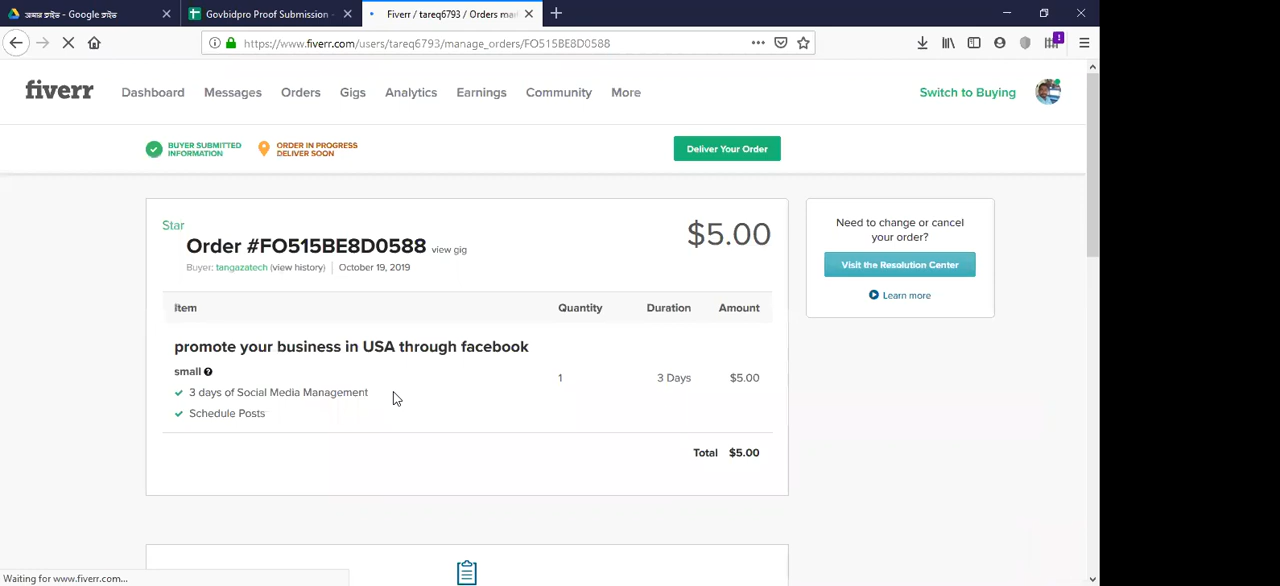 আমার ড্রাইভ - Google ড্রাইভ
Govbidpro Proof Submission -
Fiverr / tareq6793 / Orders ma
https://www.fiverr.com/users/tareq6793/manage_orders/FO515BE8D0588
fiverr
Dashboard
Messages
Orders
Gigs
Analytics
Earnings
Community
More
Switch to Buying
BUYER SUBMITTED
INFORMATION
ORDER IN PROGRESS
DELIVER SOON
Deliver Your Order
Star
Order #FO515BE8D0588 view gig
$5.00
Buyer: tangazatech (view history) | October 19, 2019
Item
Quantity
Duration
Amount
promote your business in USA through facebook
small
1
3 Days
$5.00
3 days of Social Media Management
Schedule Posts
Total $5.00
Need to change or cancel
your order?
Visit the Resolution Center
Learn more
Waiting for www.fiverr.com...